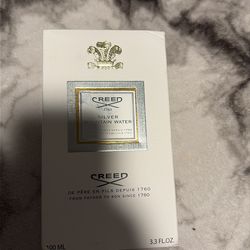 CREED
1760
SILVER
MOUNTAIN WATER
CREED
DE PÈRE EN FILS DEPUIS 1760
FROM FATHER TO SON SINCE 1760
100 ML
3.3 FL.OZ.